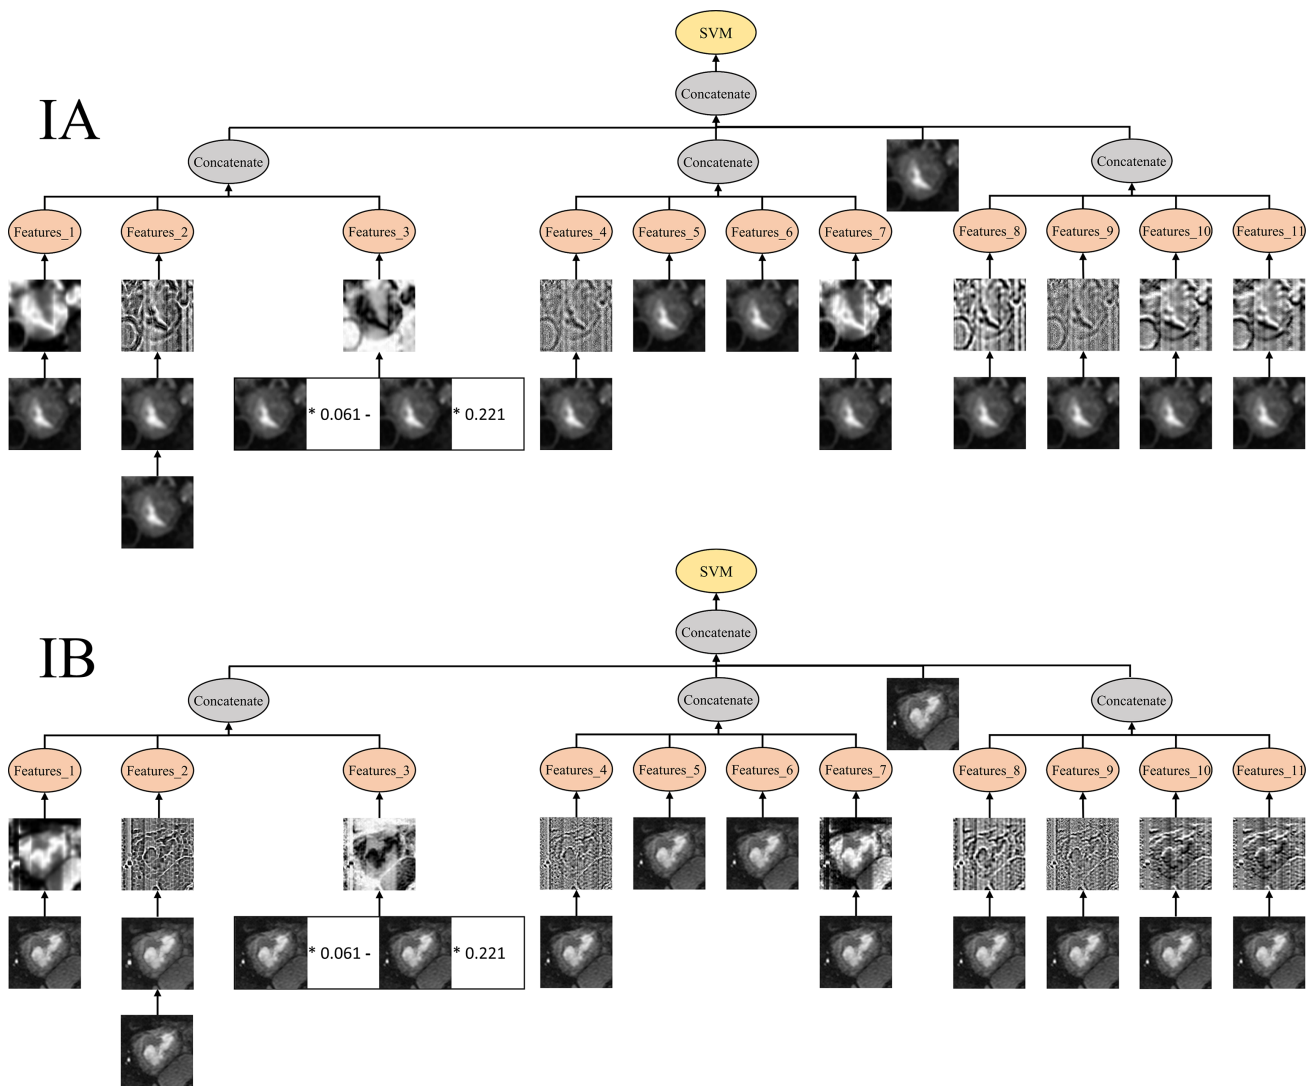 SVM
Concatenate
IA
Concatenate
Concatenate
Concatenate
Features_1
Features_2
Features_3
Features_4
Features_5
Features_6
Features_7
Features_8
Features_9
Features_10
Features_11
* 0.061 -
* 0.221
SVM
Concatenate
IB
Concatenate
Concatenate
Concatenate
Features_1
Features_2
Features_3
Features_4
Features_5
Features_6
Features_7
Features_8
Features_9
Features_10
Features_11
* 0.061 -
* 0.221